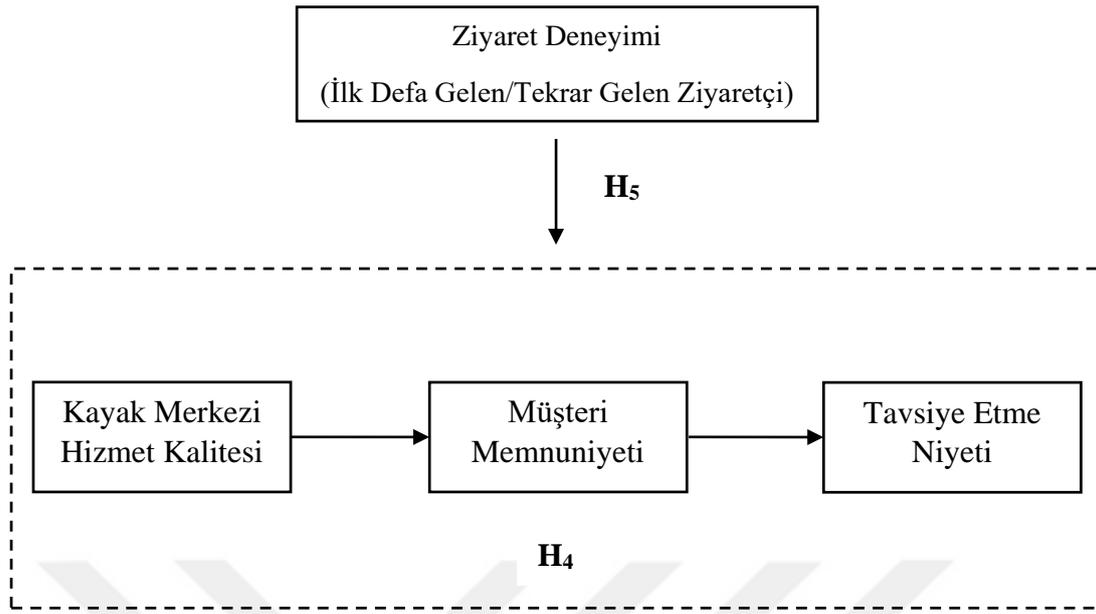 Ziyaret Deneyimi
(İlk Defa Gelen/Tekrar Gelen Ziyaretçi)
H₅
Kayak Merkezi
Hizmet Kalitesi
Müşteri
Memnuniyeti
Tavsiye Etme
Niyeti
H₄